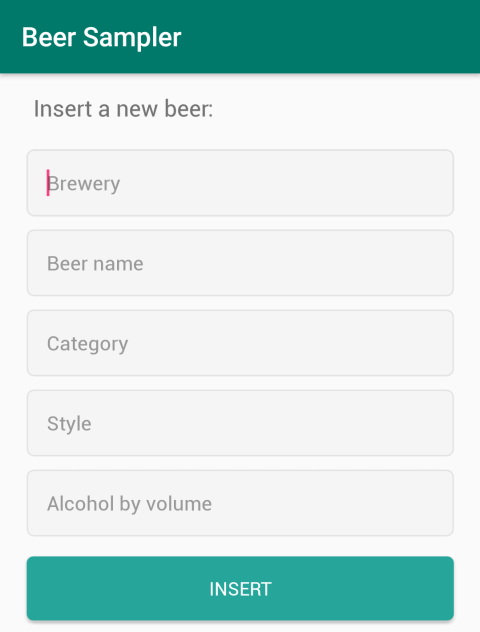 Beer Sampler
Insert a new beer:
Brewery
Beer name
Category
Style
Alcohol by volume
INSERT